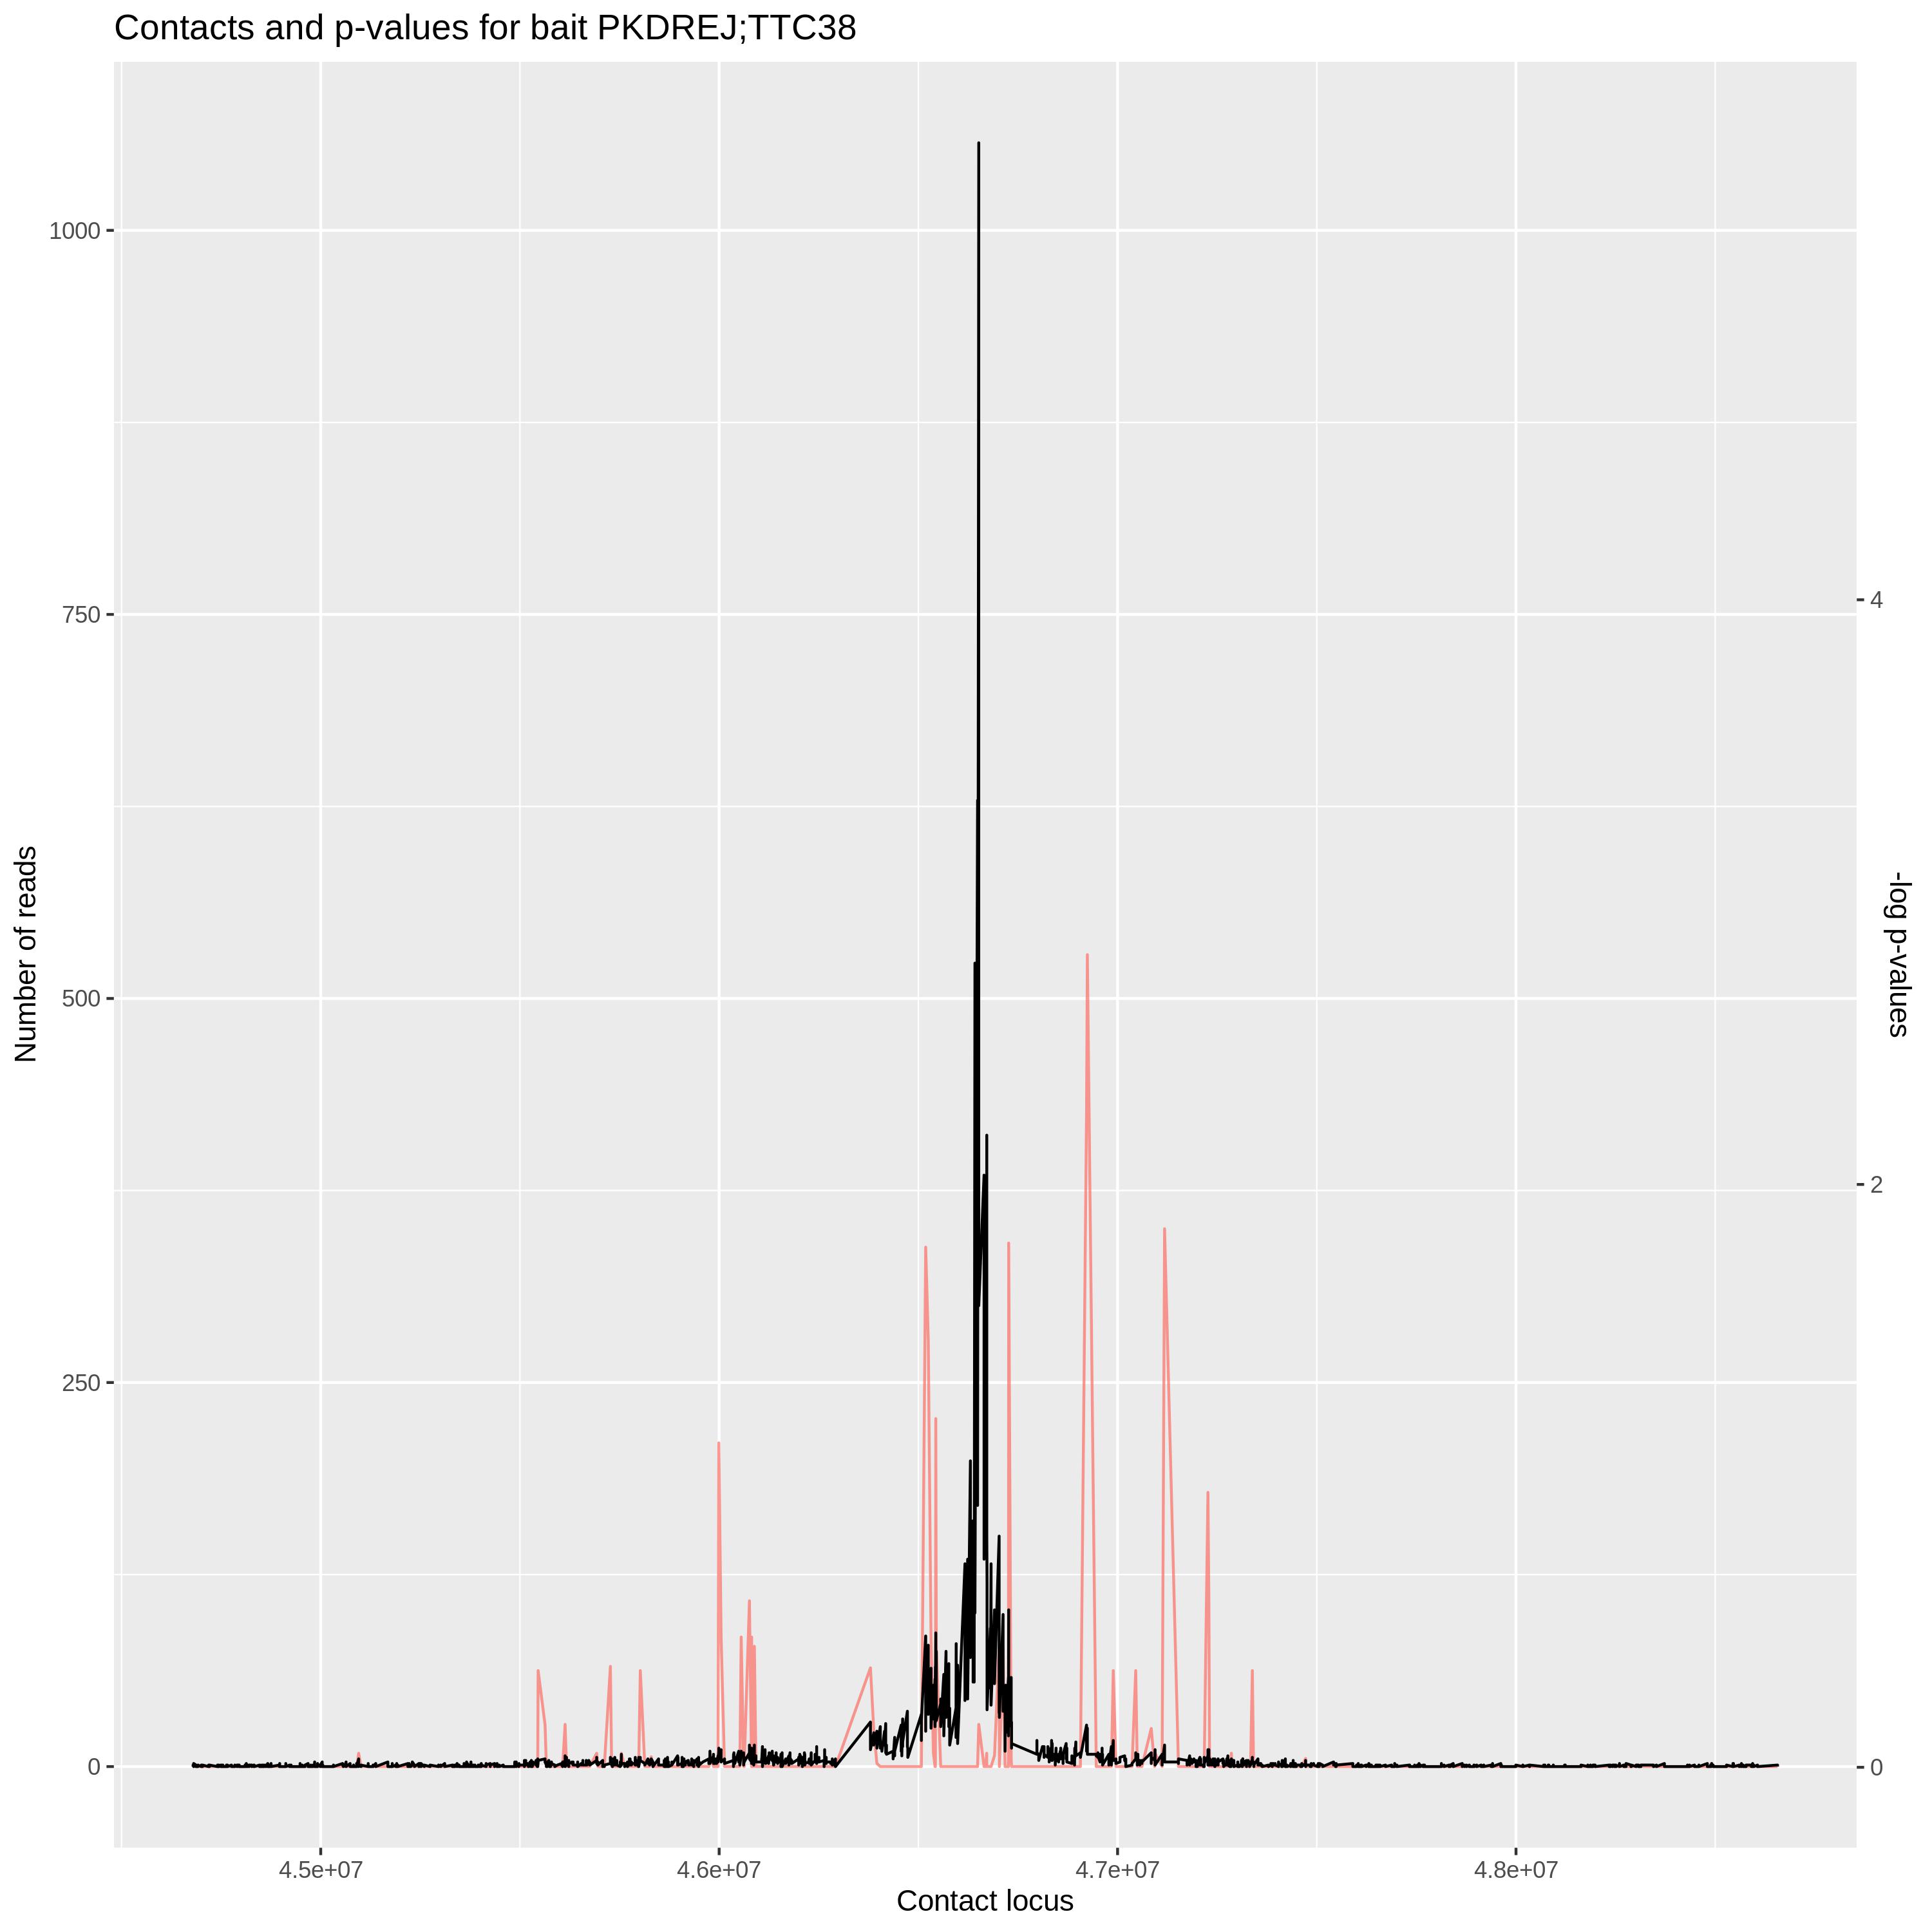 Contacts and p-values for bait PKDREJ;TTC38
1000
750
500
250
0
Number of reads
4
2
0
-log p-values
4.5e+07
4.6e+07
4.7e+07
4.8e+07
Contact locus